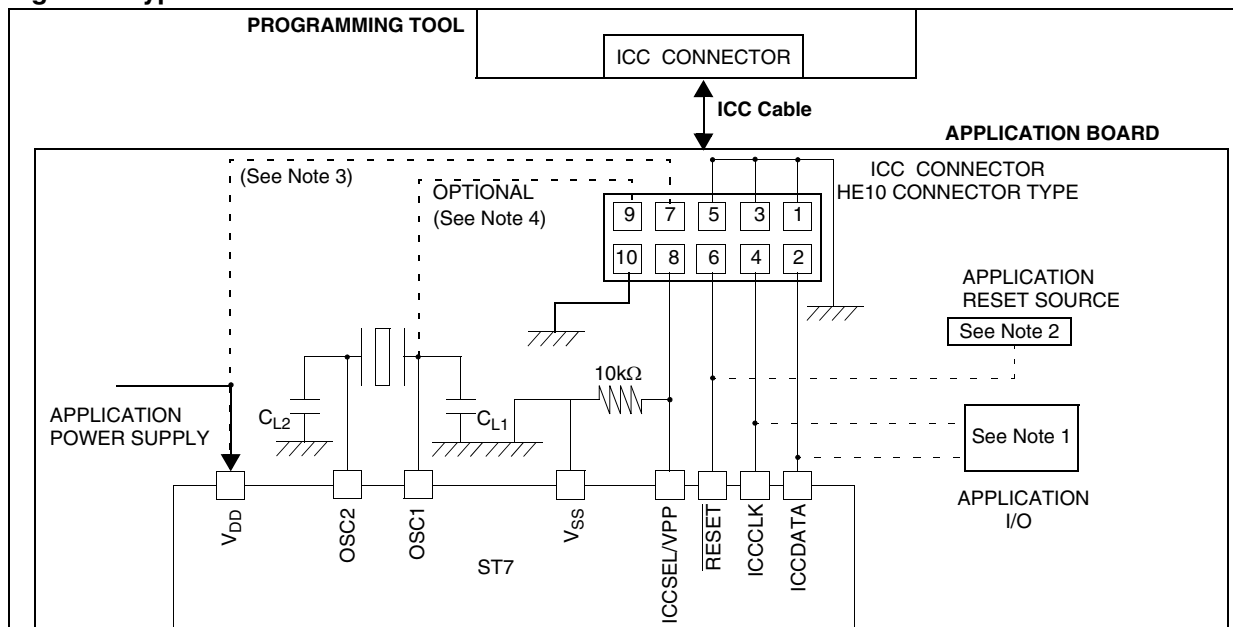 PROGRAMMING TOOL
ICC CONNECTOR
ICC Cable
APPLICATION BOARD
(See Note 3)
OPTIONAL
(See Note 4)
ICC CONNECTOR
HE10 CONNECTOR TYPE
9 7 5 3 1
10 8 6 4 2
APPLICATION
RESET SOURCE
See Note 2
10kΩ
APPLICATION
POWER SUPPLY
CL2
CL1
See Note 1
APPLICATION
I/O
VDD
OSC2
OSC1
VSS
ICCSEL/VPP
RESET
ICCCLK
ICCDATA
ST7